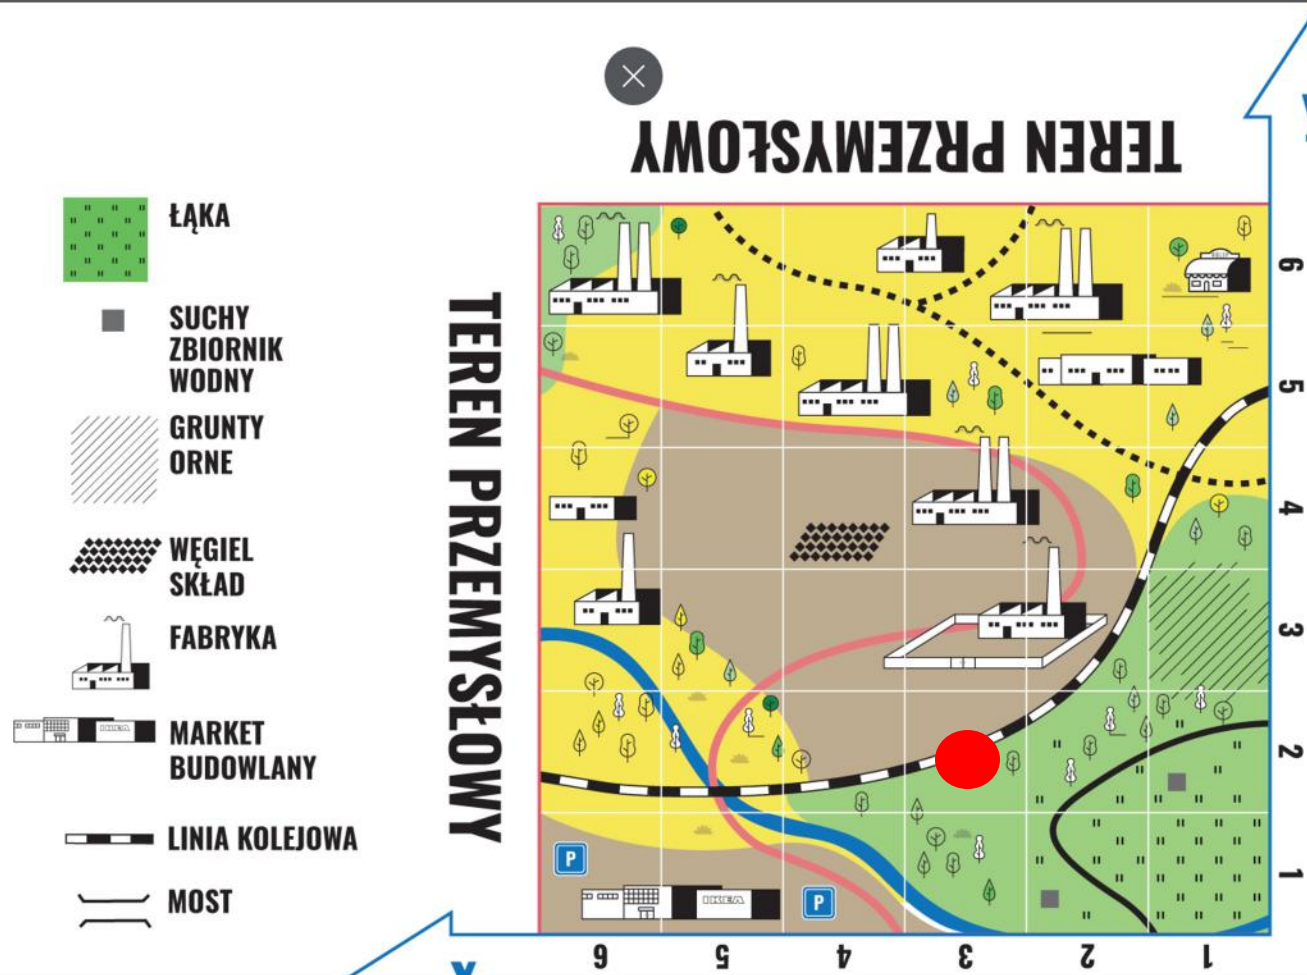 TEREN PRZEMYSŁOWY
ŁĄKA
SUCHY
ZBIORNIK
WODNY
GRUNTY
ORNE
WĘGIEL
SKŁAD
FABRYKA
MARKET
BUDOWLANY
LINIA KOLEJOWA
MOST
TEREN PRZEMYSŁOWY
6
5
4
3
2
1
P
P
IKEA
IKEA
6 5 4 3 2 1
X